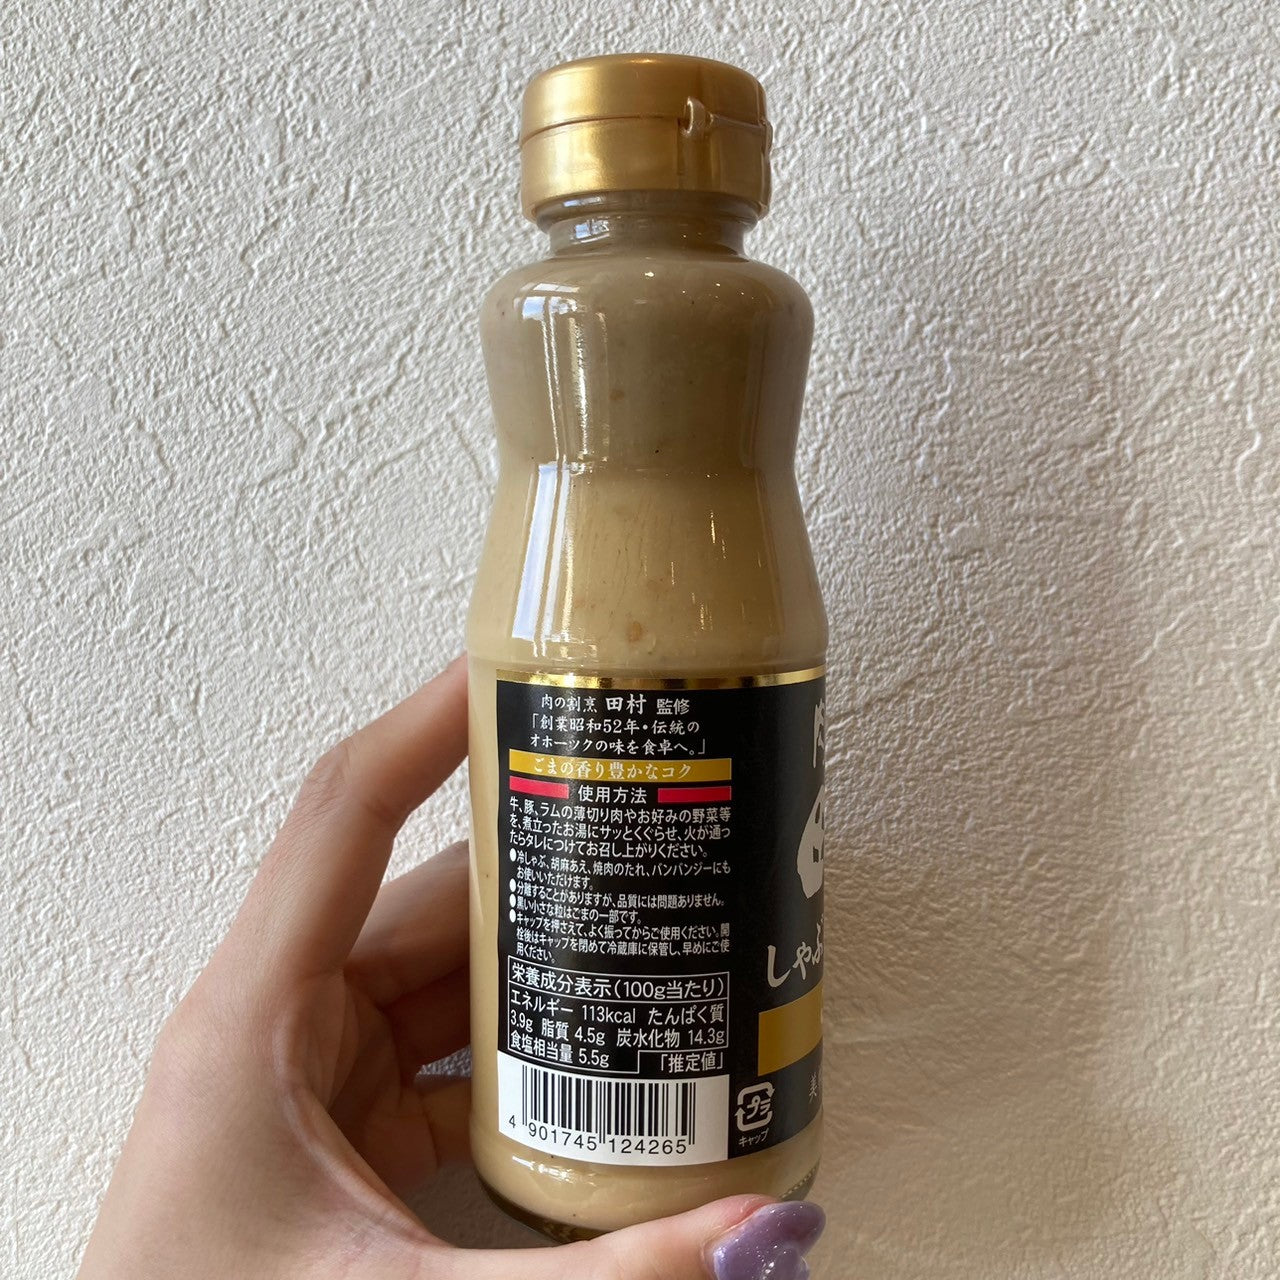 肉の割烹 田村 監修
「創業昭和52年・伝統の
オホーツクの味を食卓へ。」
ごまの香り豊かなコク
使用方法
牛、豚、ラムの薄切り肉やお好みの野菜等
を、煮立ったお湯にサッとくぐらせ、火が通っ
たらタレにつけてお召し上がりください。
●冷しゃぶ、胡麻あえ、焼肉のたれ、バンバンジーにも
お使いいただけます。
●分離することがありますが、品質には問題ありません。
●黒い小さな粒はごまの一部です。
●キャップを押さえて、よく振ってからご使用ください。開
栓後はキャップを閉めて冷蔵庫に保管し、早めにご使
用ください。
栄養成分表示(100g当たり)
エネルギー 113kcal たんぱく質
3.9g 脂質 4.5g 炭水化物 14.3g
食塩相当量 5.5g 「推定値」
4 901745 124265
プラ
キャップ
しゃぶ